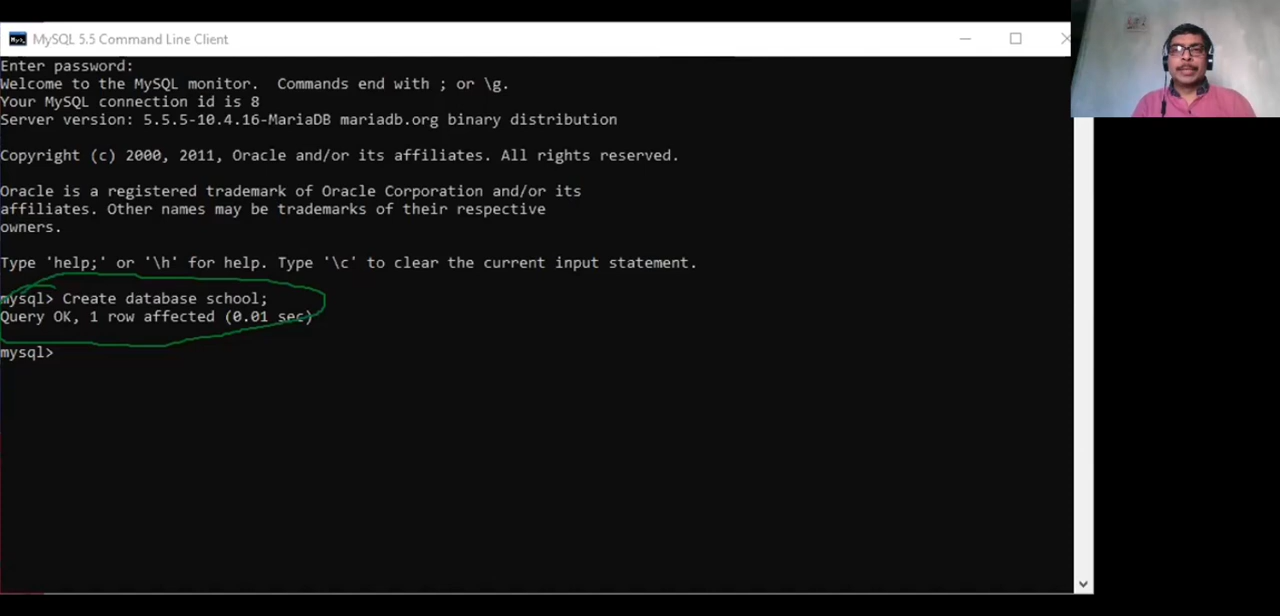 MySQL 5.5 Command Line Client
Enter password:
Welcome to the MySQL monitor.  Commands end with ; or \g.
Your MySQL connection id is 8
Server version: 5.5.5-10.4.16-MariaDB mariadb.org binary distribution
Copyright (c) 2000, 2011, Oracle and/or its affiliates. All rights reserved.
Oracle is a registered trademark of Oracle Corporation and/or its
affiliates. Other names may be trademarks of their respective
owners.
Type 'help;' or '\h' for help. Type '\c' to clear the current input statement.
mysql> Create database school;
Query OK, 1 row affected (0.01 sec)
mysql>